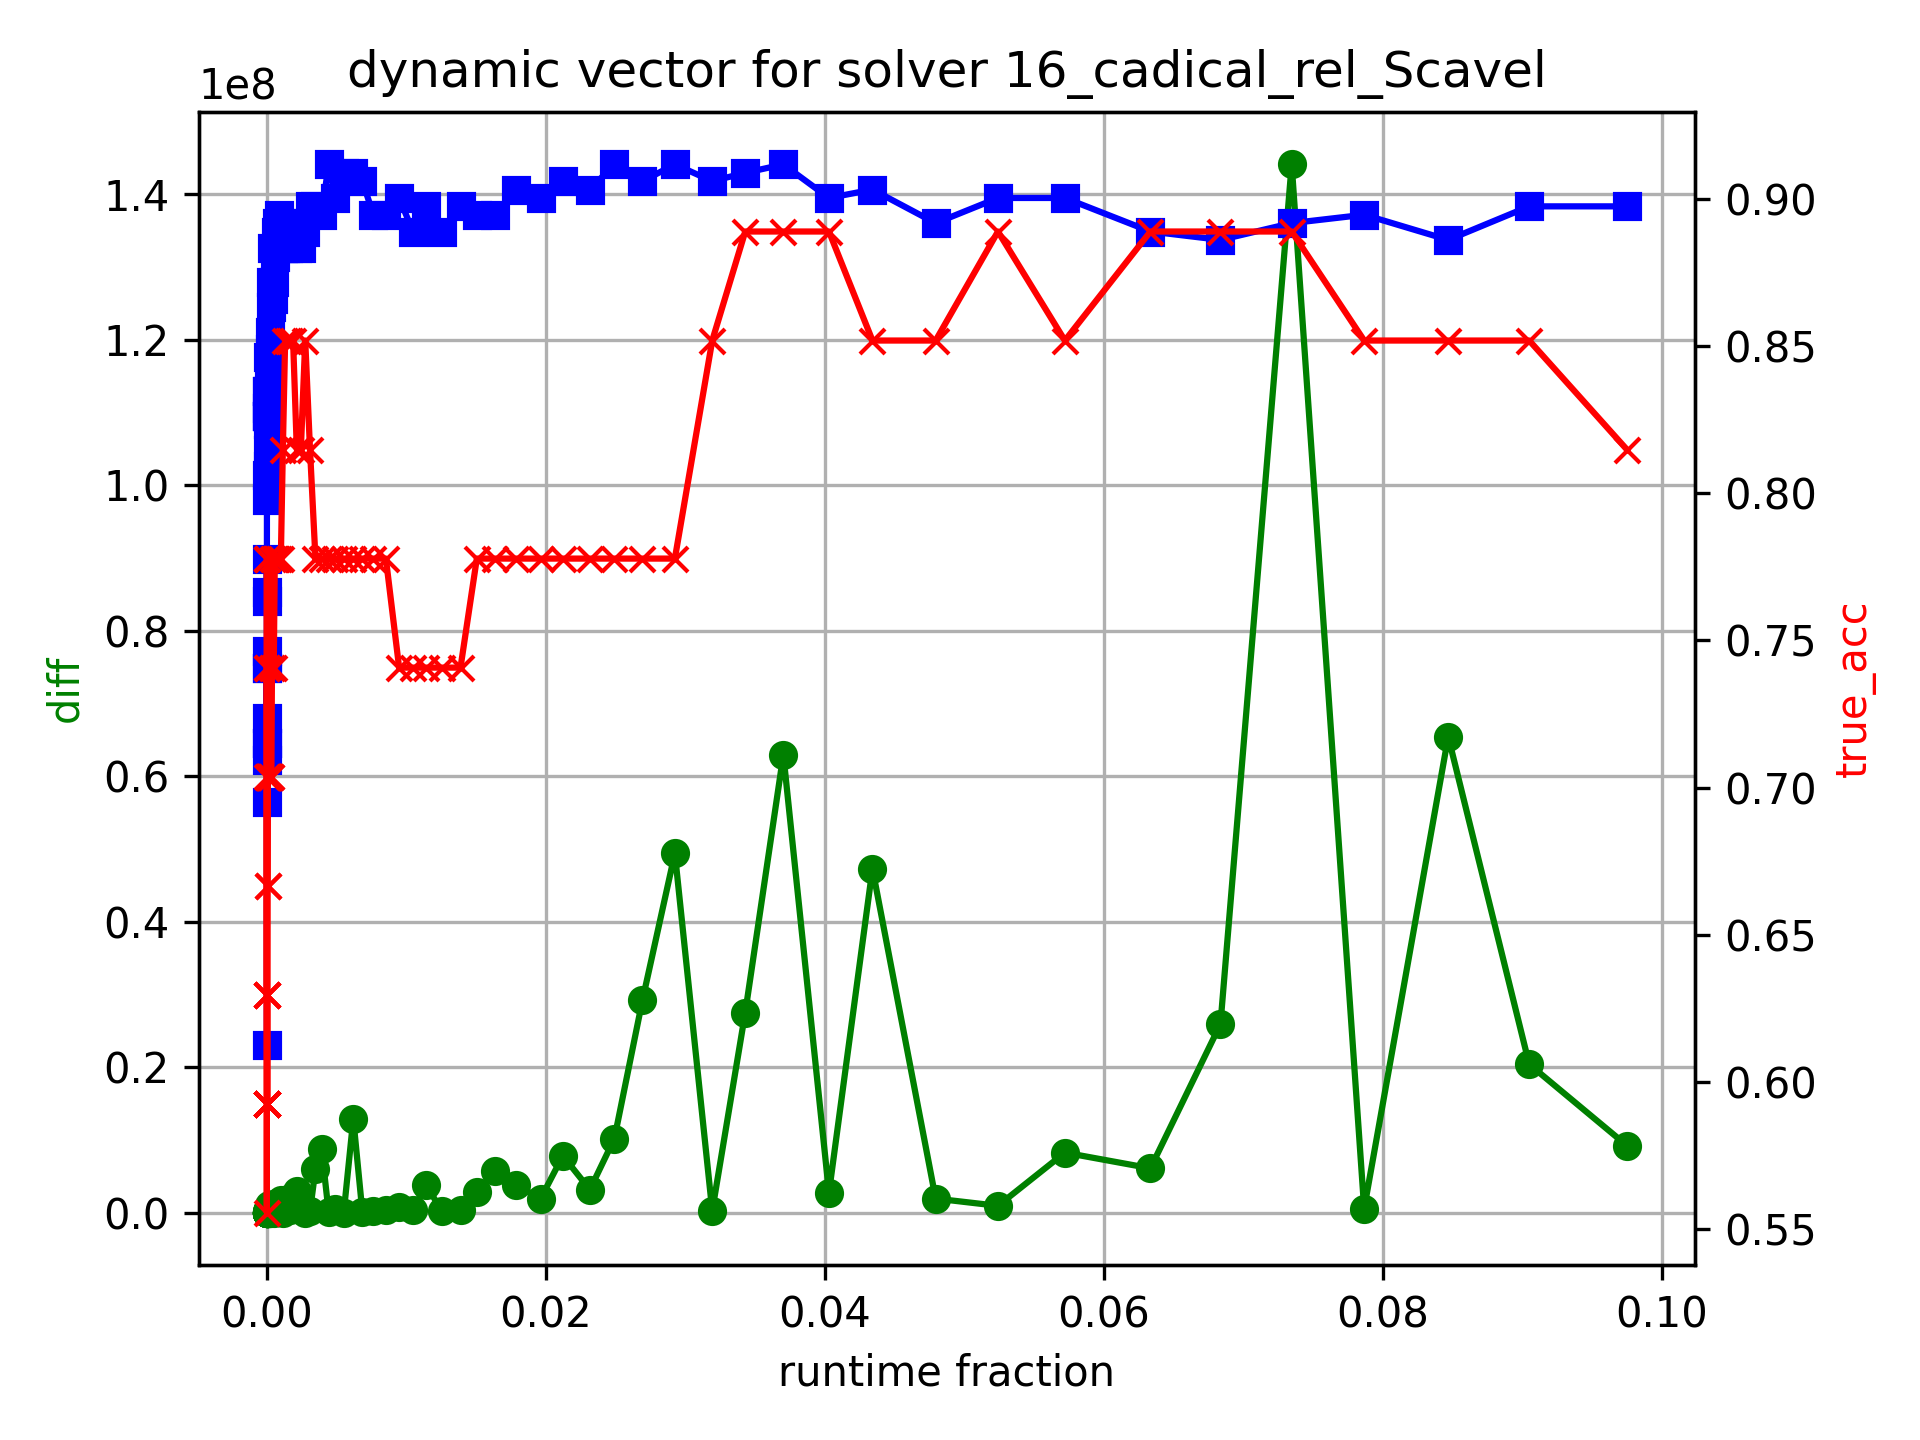 dynamic vector for solver 16_cadical_rel_Scavel
1e8
1.4
1.2
1.0
0.8
0.6
0.4
0.2
0.0
diff
0.90
0.85
0.80
0.75
0.70
0.65
0.60
0.55
true_acc
0.00 0.02 0.04 0.06 0.08 0.10
runtime fraction